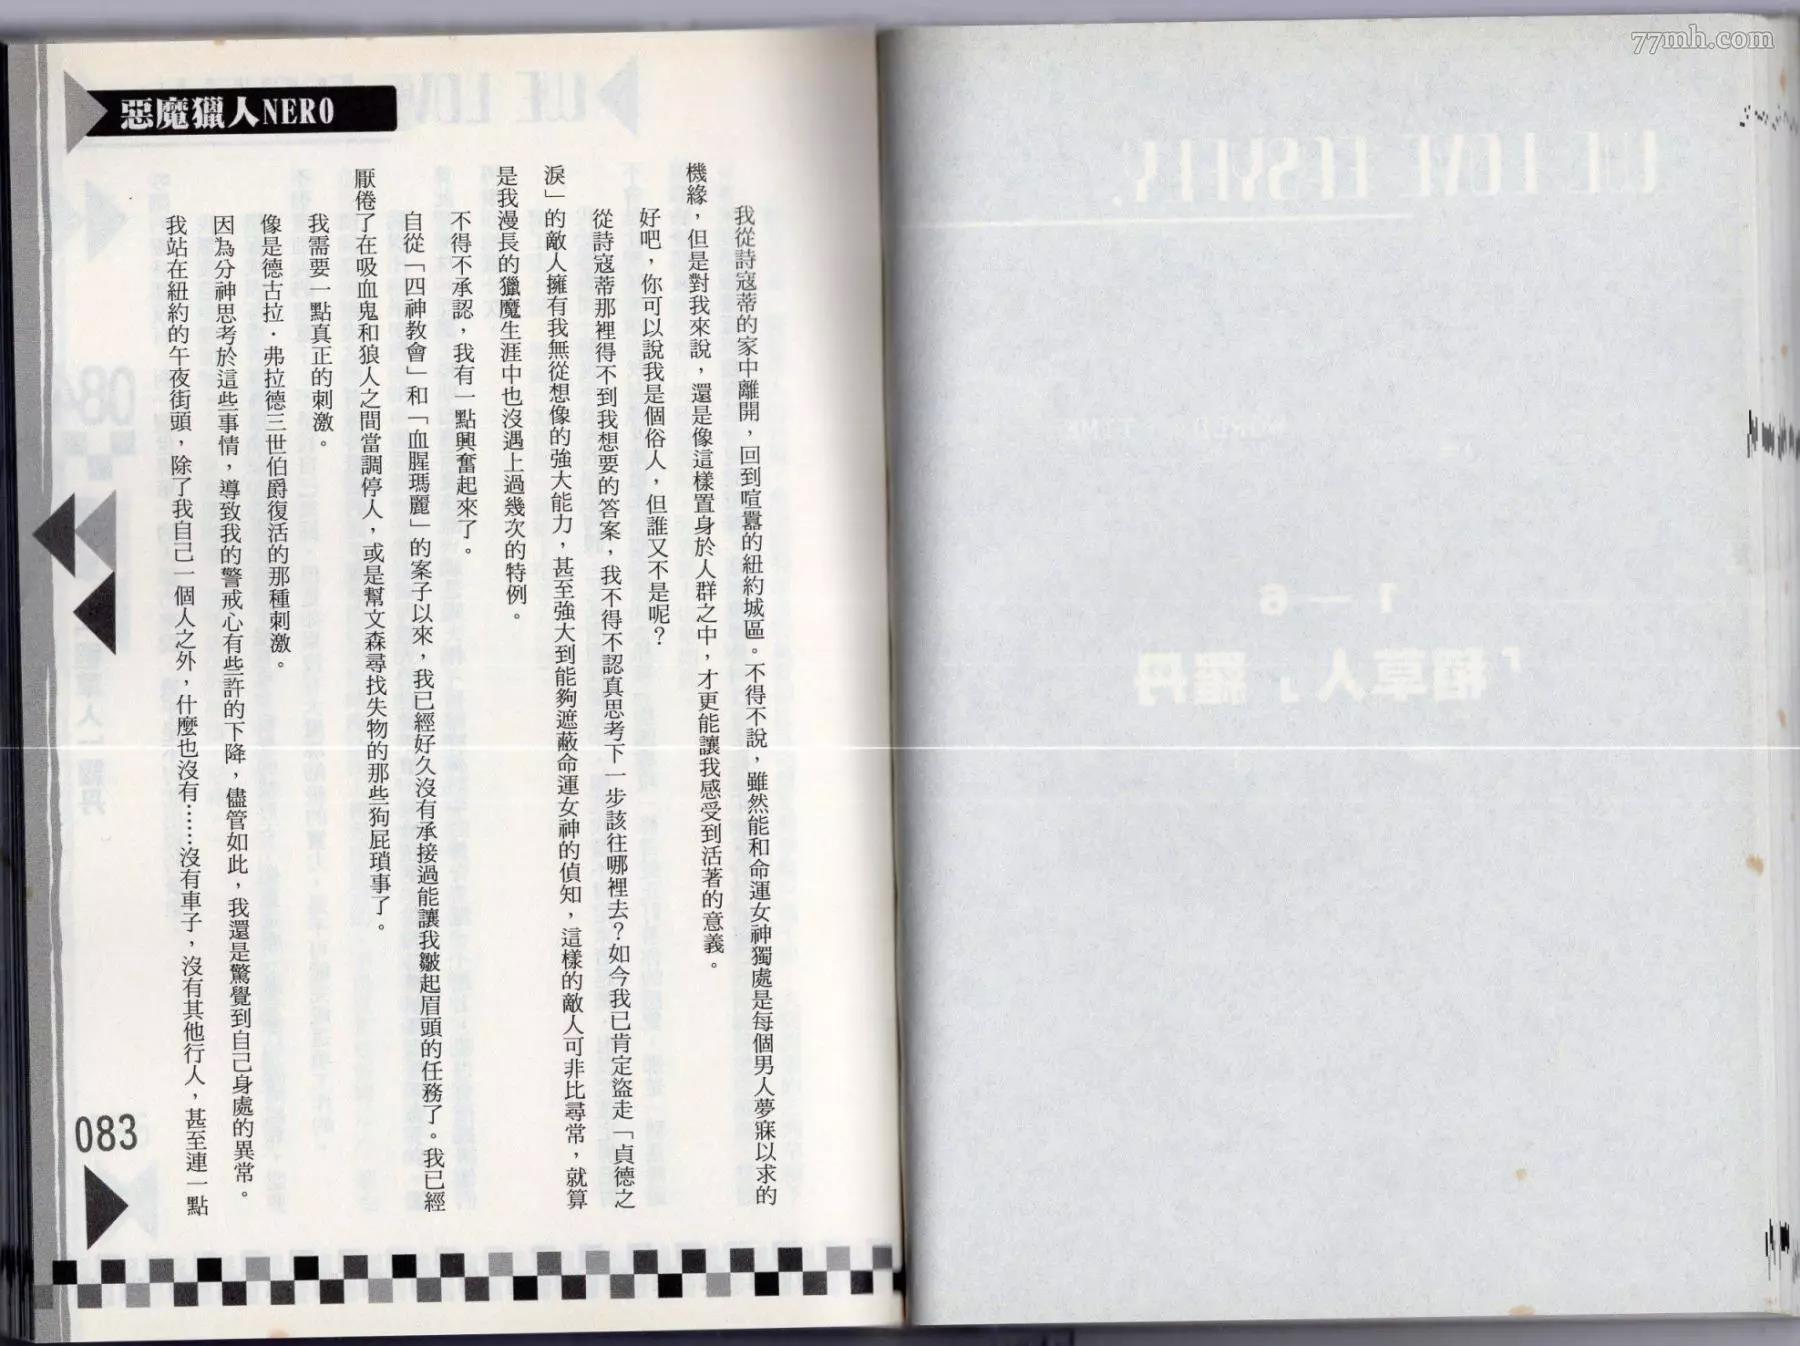 77mh.com
WE LOVE
1－6
「稻草人」羅丹
惡魔獵人NERO
我從詩寇蒂的家中離開，回到喧囂的紐約城區。不得不說，雖然能和命運女神獨處是每個男人夢寐以求的
機緣，但是對我來說，還是像這樣置身於人群之中，才更能讓我感受到活著的意義。
好吧，你可以說我是個俗人，但誰又不是呢？
從詩寇蒂那裡得不到我想要的答案，我不得不認真思考下一步該往哪裡去？如今我已肯定盜走「貞德之
淚」的敵人擁有我無從想像的強大能力，甚至強大到能夠遮蔽命運女神的偵知，這樣的敵人可非比尋常，就算
是我漫長的獵魔生涯中也沒遇上過幾次的特例。
不得不承認，我有一點興奮起來了。
自從「四神教會」和「血腥瑪麗」的案子以來，我已經好久沒有承接過能讓我皺起眉頭的任務了。我已經
厭倦了在吸血鬼和狼人之間當調停人，或是幫文森尋找失物的那些狗屁瑣事了。
我需要一點真正的刺激。
像是德古拉．弗拉德三世伯爵復活的那種刺激。
因為分神思考於這些事情，導致我的警戒心有些許的下降，儘管如此，我還是驚覺到自己身處的異常。
我站在紐約的午夜街頭，除了我自己一個人之外，什麼也沒有……沒有車子，沒有其他行人，甚至連一點
083